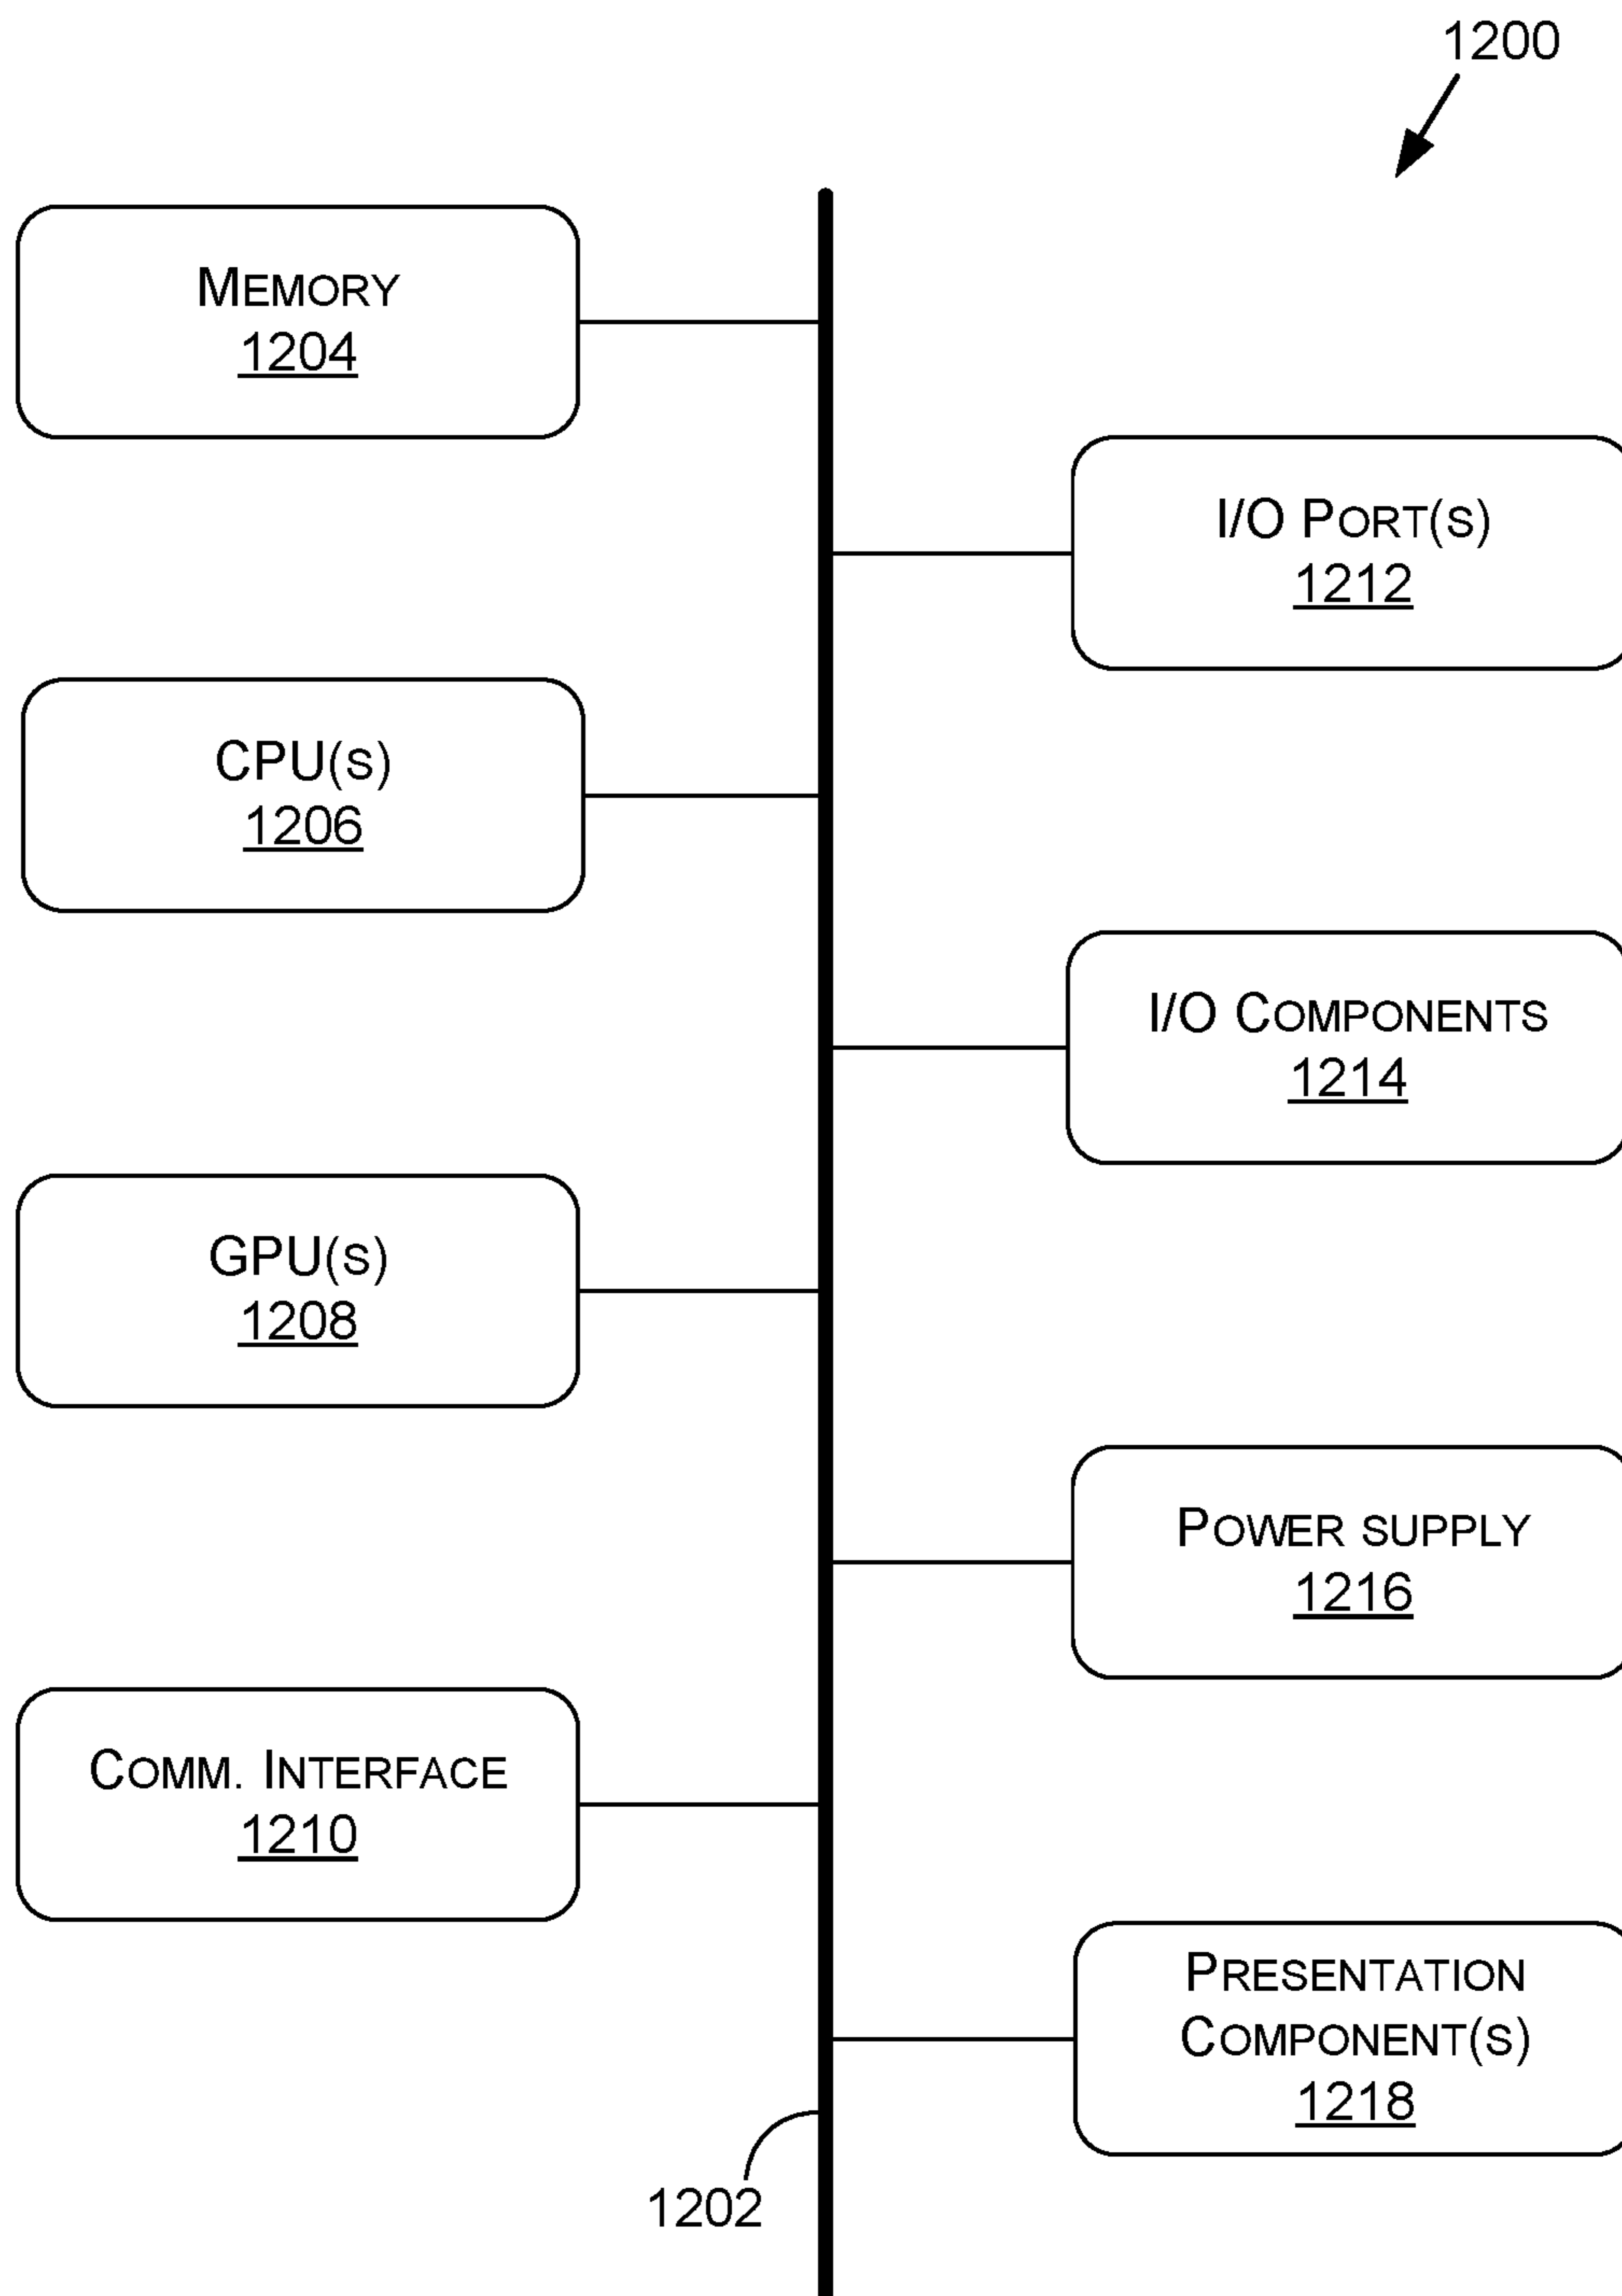 1200
MEMORY
1204
I/O PORT(S)
1212
CPU(S)
1206
I/O COMPONENTS
1214
GPU(S)
1208
POWER SUPPLY
1216
COMM. INTERFACE
1210
PRESENTATION
COMPONENT(S)
1218
1202